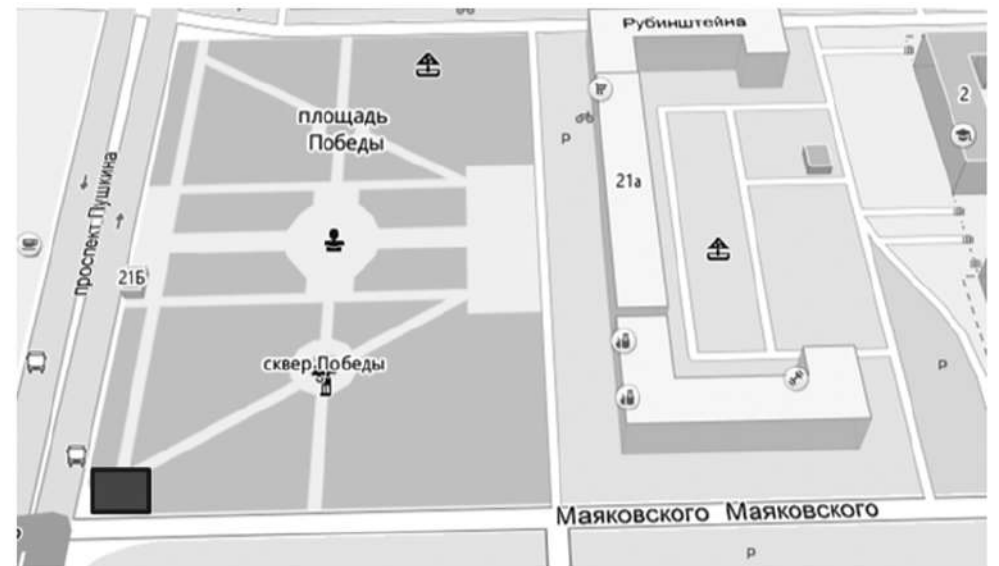 Рубинштейна
2
площадь
Победы
P
21а
проспект Пушкина
21Б
сквер Победы
P
Маяковского Маяковского
P